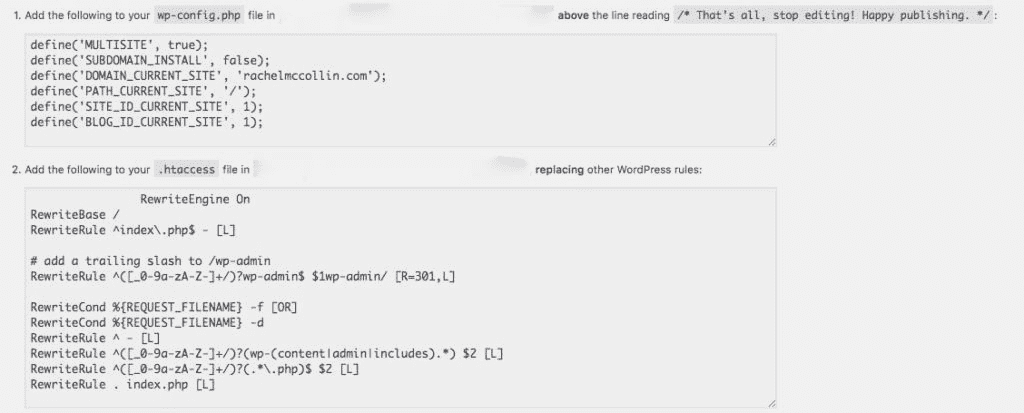 1. Add the following to your wp-config.php file in above the line reading /* That's all, stop editing! Happy publishing. */ :
define('MULTISITE', true);
define('SUBDOMAIN_INSTALL', false);
define('DOMAIN_CURRENT_SITE', 'rachelmccollin.com');
define('PATH_CURRENT_SITE', '/');
define('SITE_ID_CURRENT_SITE', 1);
define('BLOG_ID_CURRENT_SITE', 1);
2. Add the following to your .htaccess file in replacing other WordPress rules:
RewriteEngine On
RewriteBase /
RewriteRule ^index\.php$ - [L]
# add a trailing slash to /wp-admin
RewriteRule ^([_0-9a-zA-Z-]+/)?wp-admin$ $1wp-admin/ [R=301,L]
RewriteCond %{REQUEST_FILENAME} -f [OR]
RewriteCond %{REQUEST_FILENAME} -d
RewriteRule ^ - [L]
RewriteRule ^([_0-9a-zA-Z-]+/)?(wp-(content|admin|includes).*) $2 [L]
RewriteRule ^([_0-9a-zA-Z-]+/)?(.*\.php)$ $2 [L]
RewriteRule . index.php [L]